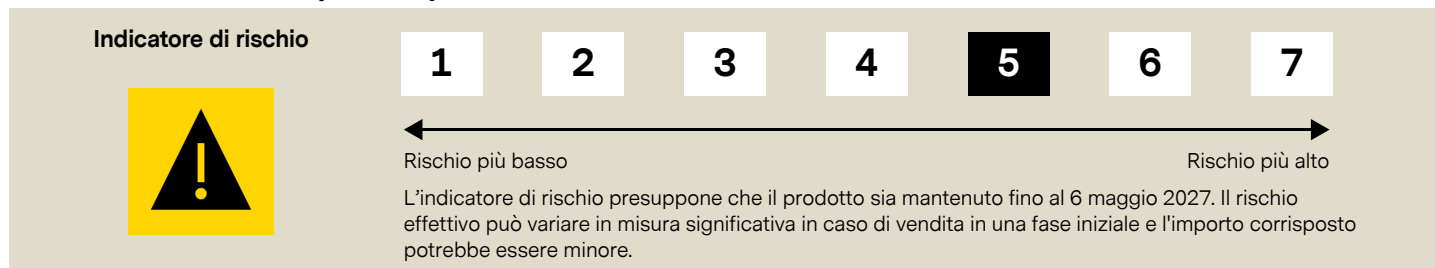 Indicatore di rischio
1 2 3 4 5 6 7
Rischio più basso Rischio più alto
L’indicatore di rischio presuppone che il prodotto sia mantenuto fino al 6 maggio 2027. Il rischio
effettivo può variare in misura significativa in caso di vendita in una fase iniziale e l'importo corrisposto
potrebbe essere minore.